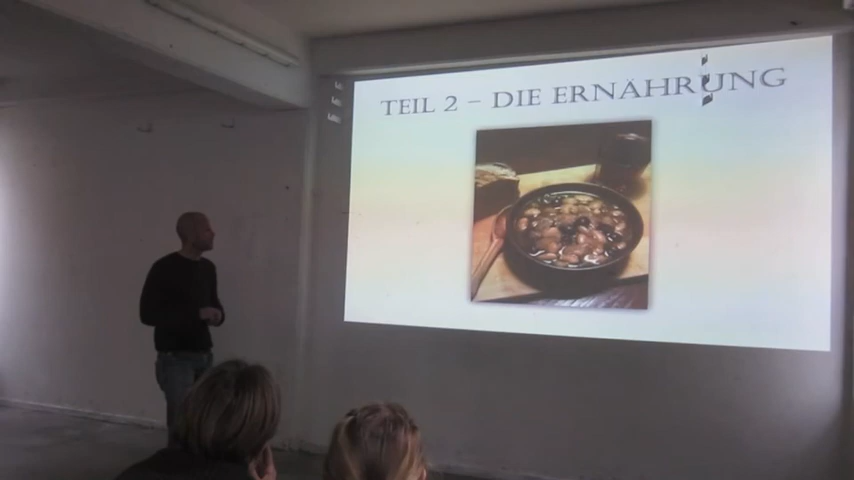 TEIL 2 – DIE ERNÄHRUNG